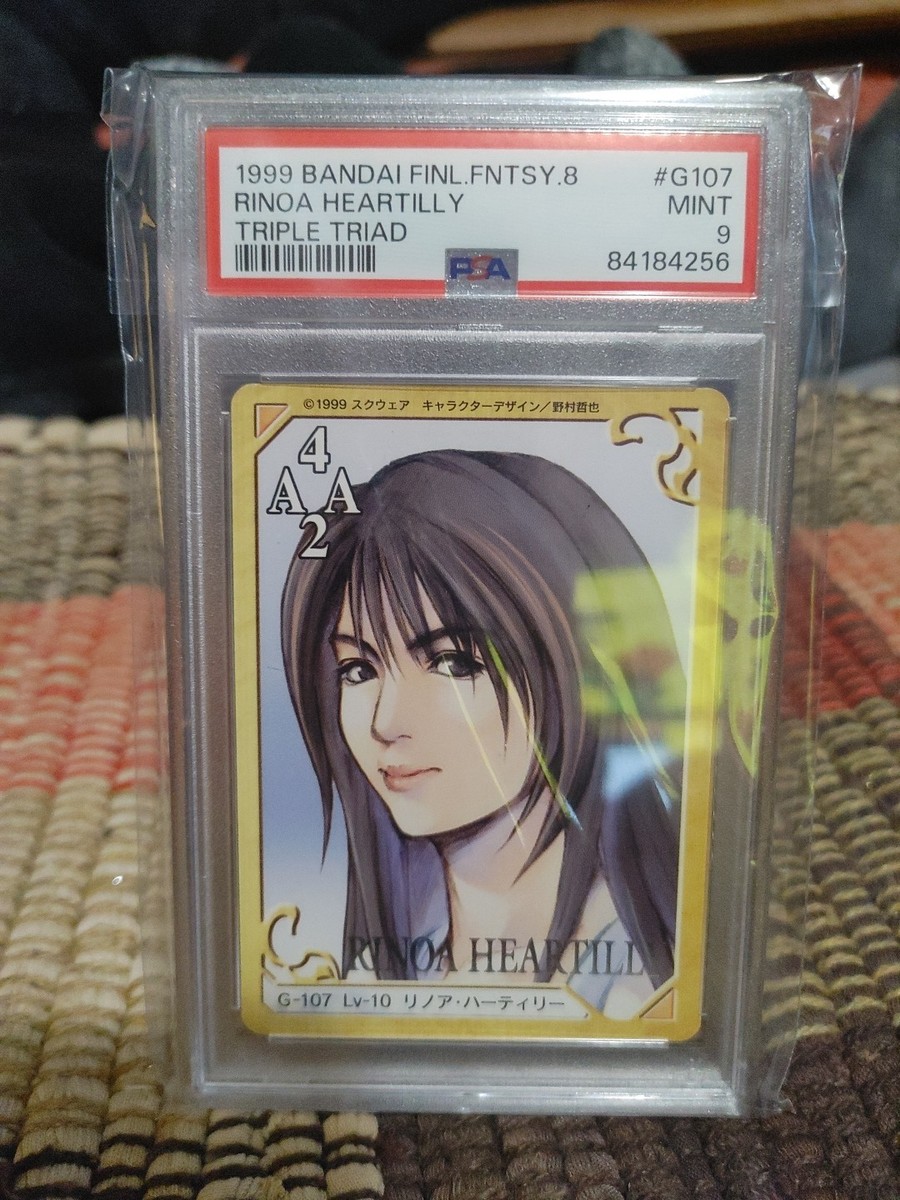 1999 BANDAI FINL.FNTSY.8 #G107
RINOA HEARTILLY MINT
TRIPLE TRIAD 9
PSA 84184256
©1999 スクウェア キャラクターデザイン/野村哲也
4
A A
2
RINOA HEARTILL
G-107 Lv-10 リノア・ハーティリー